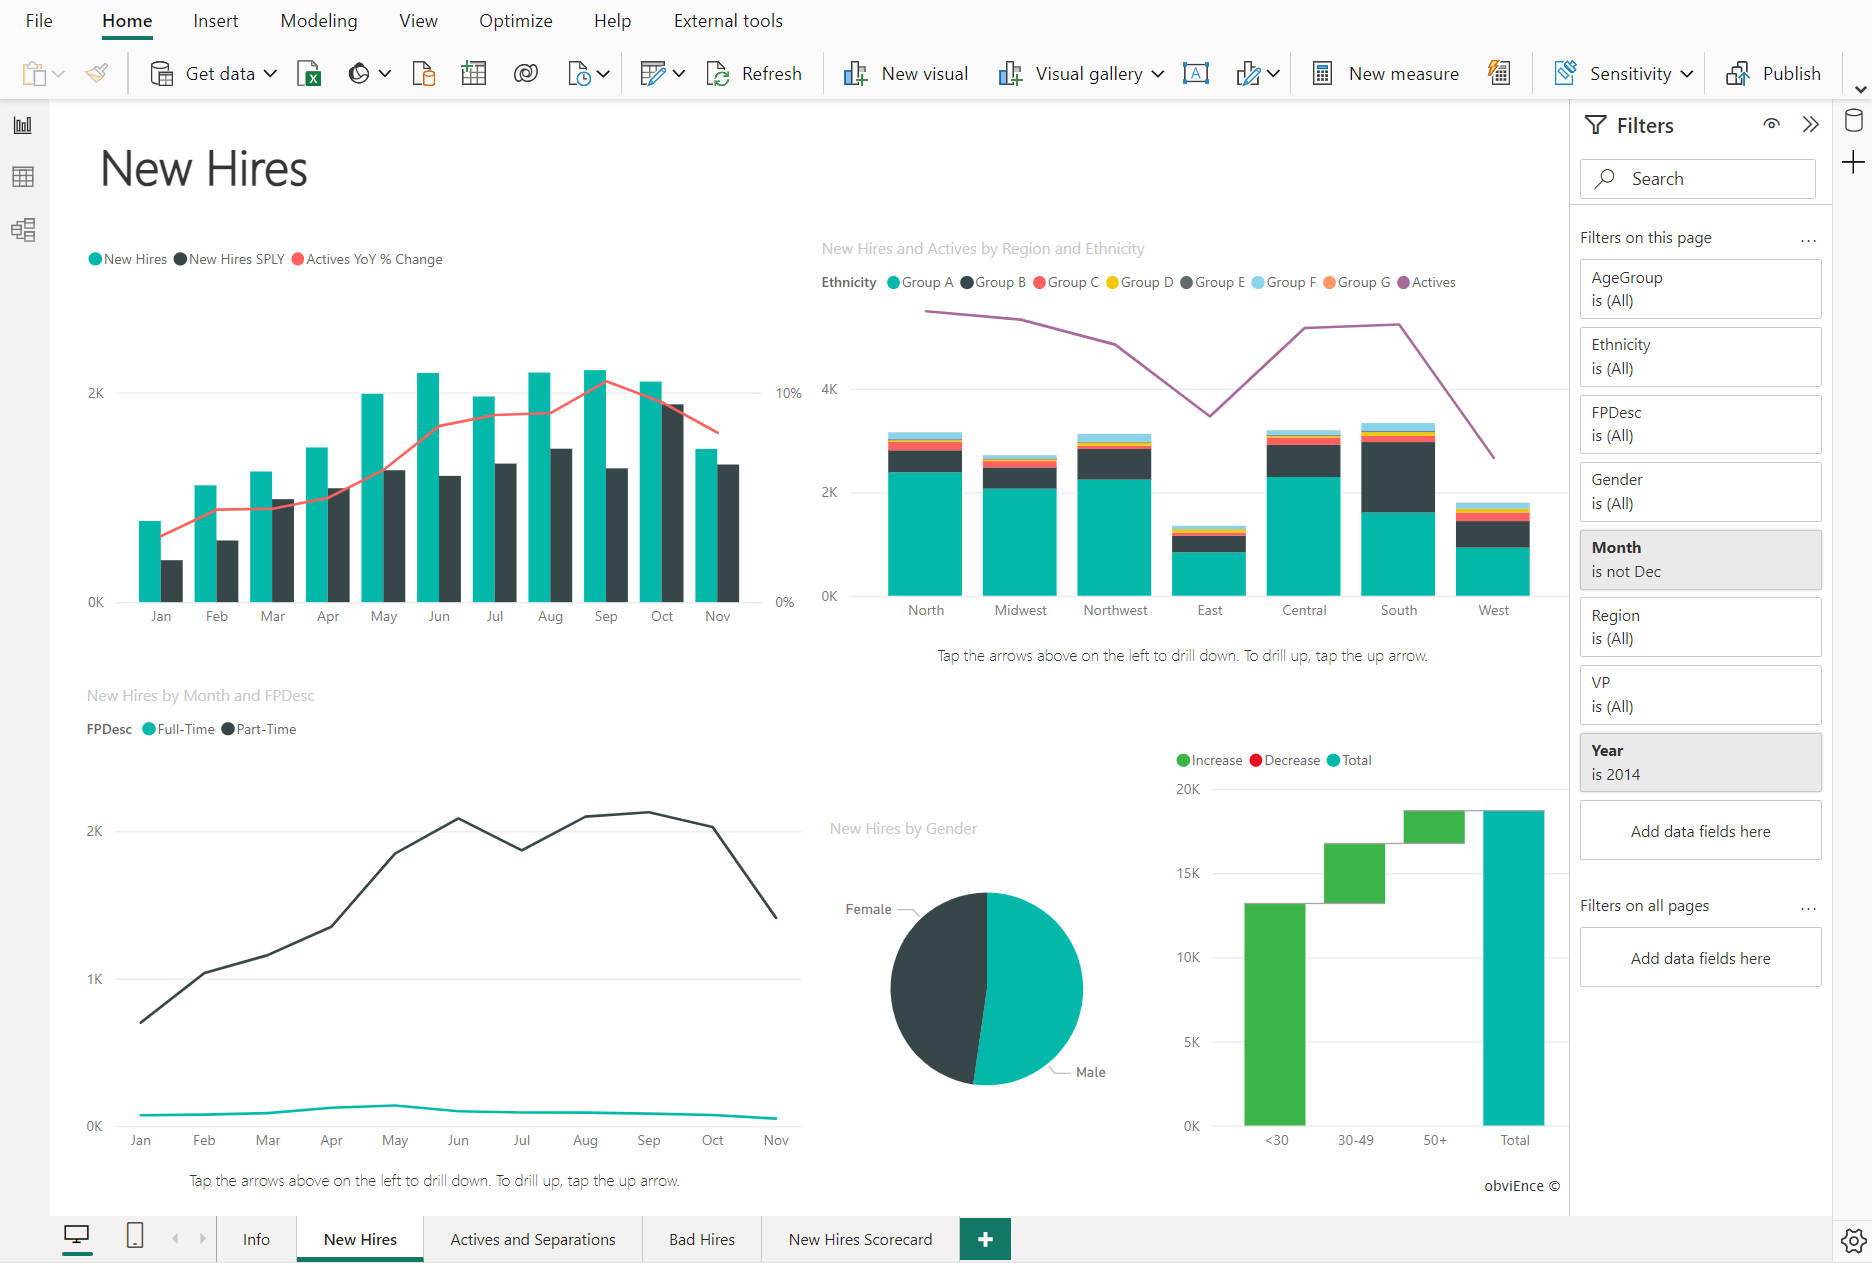 File Home Insert Modeling View Optimize Help External tools
Get data Refresh New visual Visual gallery A New measure Sensitivity Publish
New Hires
New Hires New Hires SPLY Actives YoY % Change
2K 10%
0K 0%
Jan Feb Mar Apr May Jun Jul Aug Sep Oct Nov
New Hires and Actives by Region and Ethnicity
Ethnicity Group A Group B Group C Group D Group E Group F Group G Actives
4K
2K
0K
North Midwest Northwest East Central South West
Tap the arrows above on the left to drill down. To drill up, tap the up arrow.
New Hires by Month and FPDesc
FPDesc Full-Time Part-Time
2K
1K
0K
Jan Feb Mar Apr May Jun Jul Aug Sep Oct Nov
Tap the arrows above on the left to drill down. To drill up, tap the up arrow.
New Hires by Gender
Female
Male
Increase Decrease Total
20K
15K
10K
5K
0K
<30 30-49 50+ Total
obviEnce ©
Filters
Search
Filters on this page ...
AgeGroup
is (All)
Ethnicity
is (All)
FPDesc
is (All)
Gender
is (All)
Month
is not Dec
Region
is (All)
VP
is (All)
Year
is 2014
Add data fields here
Filters on all pages ...
Add data fields here
Info New Hires Actives and Separations Bad Hires New Hires Scorecard +